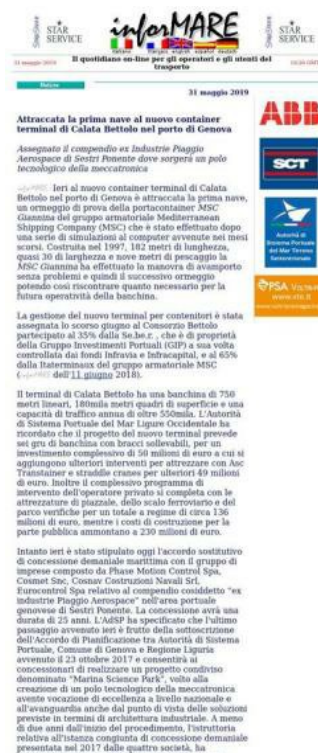 STAR
SERVICE
inforMARE
STAR
SERVICE
italiano english español deutsch
31 maggio 2019
Il quotidiano on-line per gli operatori e gli utenti del
trasporto
31 maggio 2019
Attraccata la prima nave al nuovo container
terminal di Calata Bettolo nel porto di Genova
Assegnato il compendio ex Industrie Piaggio
Aerospace di Sestri Ponente dove sorgerà un polo
tecnologico della meccatronica
Ieri al nuovo container terminal di Calata
Bettolo nel porto di Genova è attraccata la prima nave,
un ormeggio di prova della portacontainer MSC
Giannina del gruppo armatoriale Mediterranean
Shipping Company (MSC) che è stato effettuato dopo
una serie di simulazioni al computer avvenute nei mesi
scorsi. Costruita nel 1997, 182 metri di lunghezza,
quasi 30 di larghezza e nove metri di pescaggio la
MSC Giannina ha effettuato la manovra di avamporto
senza problemi e quindi il successivo ormeggio
potendo così riscontrare quanto necessario per la
futura operatività della banchina.
La gestione del nuovo terminal per contenitori è stata
assegnata lo scorso giugno al Consorzio Bettolo
partecipato al 35% dalla Se.be.r. , che è di proprietà
della Gruppo Investimenti Portuali (GIP) a sua volta
controllata dai fondi Infravia e Infracapital, e al 65%
dalla Itaterminaux del gruppo armatoriale MSC
( dell'11 giugno 2018).
Il terminal di Calata Bettolo ha una banchina di 750
metri lineari, 180mila metri quadri di superficie e una
capacità di traffico annua di oltre 550mila. L'Autorità
di Sistema Portuale del Mar Ligure Occidentale ha
ricordato che il progetto del nuovo terminal prevede
sei gru di banchina con bracci sollevabili, per un
investimento complessivo di 50 milioni di euro a cui si
aggiungono ulteriori interventi per attrezzare con Asc
Transtainer e straddle cranes per ulteriori 49 milioni
di euro. Inoltre il complessivo programma di
intervento dell'operatore privato si completa con le
attrezzature di piazzale, dello scalo ferroviario e del
parco verifiche per un totale a regime di circa 136
milioni di euro, mentre i costi di costruzione per la
parte pubblica ammontano a 230 milioni di euro.
Intanto ieri è stato stipulato oggi l'accordo sostitutivo
di concessione demaniale marittima con il gruppo di
imprese composto da Phase Motion Control Spa,
Cosmet Snc, Cosnav Costruzioni Navali Srl,
Eurocontrol Spa relativo al compendio cosiddetto "ex
industrie Piaggio Aerospace" nell'area portuale
genovese di Sestri Ponente. La concessione avrà una
durata di 25 anni. L'AdSP ha specificato che l'ultimo
passaggio avvenuto ieri è frutto della sottoscrizione
dell'Accordo di Pianificazione tra Autorità di Sistema
Portuale, Comune di Genova e Regione Liguria
avvenuto il 23 ottobre 2017 e consentirà ai
concessionari di realizzare un progetto condiviso
denominato "Marina Science Park", volto alla
creazione di un polo tecnologico della meccatronica
avente vocazione di eccellenza a livello nazionale e
all'avanguardia anche dal punto di vista delle soluzioni
previste in termini di architettura industriale. A meno
di due anni dall'inizio del procedimento, l'istruttoria
relativa all'istanza congiunta di concessione demaniale
presentata nel 2017 dalle quattro società, ha
ABB
SCT
Autorità di
Sistema Portuale
del Mar Tirreno
Settentrionale
PSA